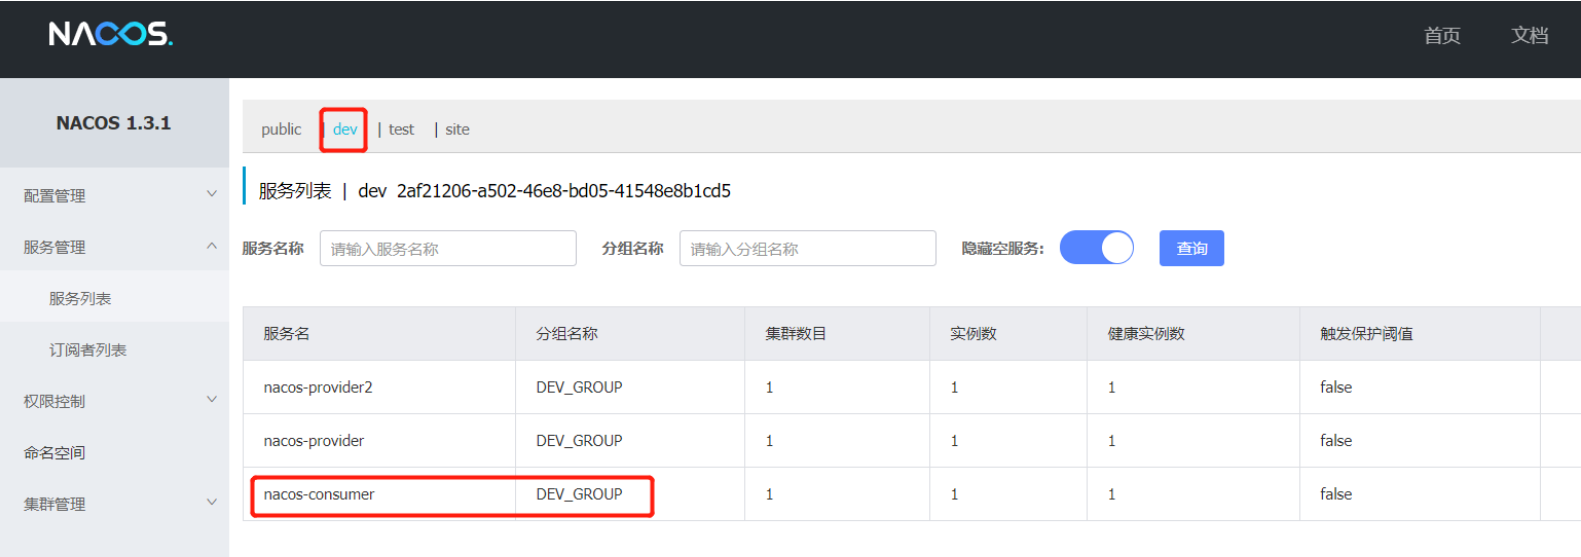 NACOS.
首页 文档
NACOS 1.3.1
配置管理
服务管理
服务列表
订阅者列表
权限控制
命名空间
集群管理
public | dev | test | site
服务列表 | dev 2af21206-a502-46e8-bd05-41548e8b1cd5
服务名称 请输入服务名称 分组名称 请输入分组名称 隐藏空服务: 查询
服务名 分组名称 集群数目 实例数 健康实例数 触发保护阈值
nacos-provider2 DEV_GROUP 1 1 1 false
nacos-provider DEV_GROUP 1 1 1 false
nacos-consumer DEV_GROUP 1 1 1 false